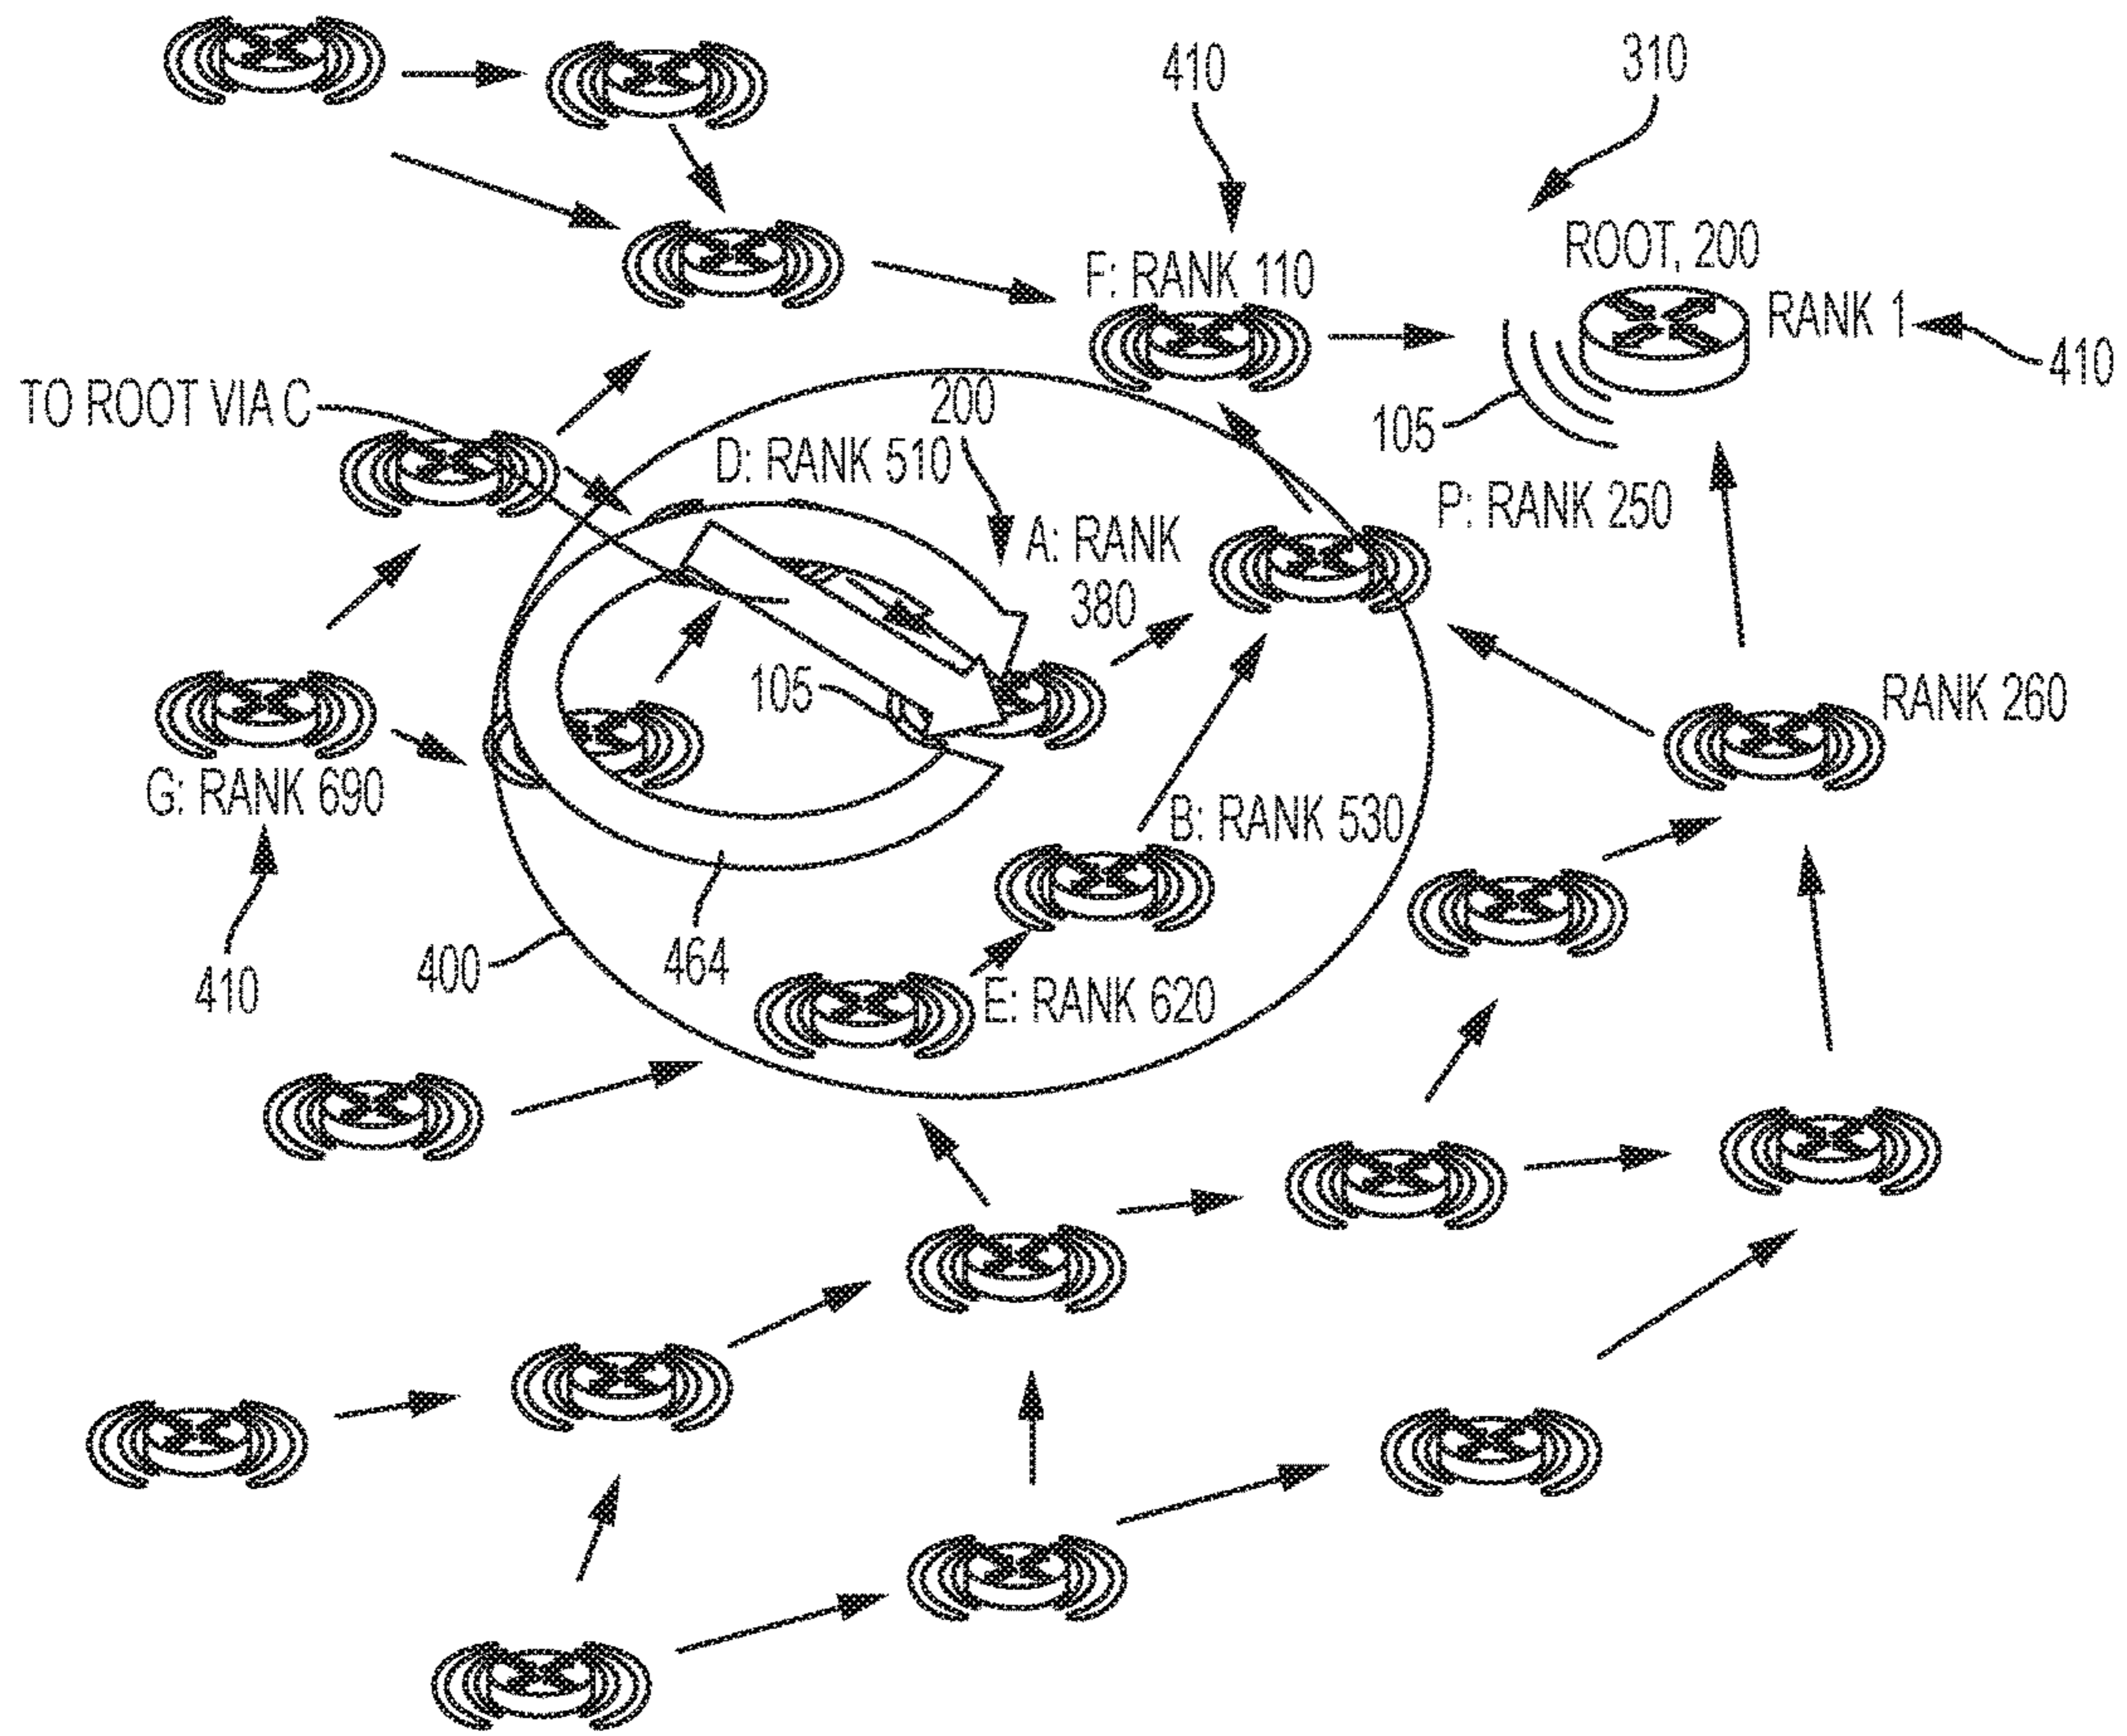 410
310
ROOT, 200
F: RANK 110
RANK 1
410
TO ROOT VIA C
200
105
D: RANK 510
P: RANK 250
A: RANK
380
105
RANK 260
G: RANK 690
B: RANK 530
400
464
410
E: RANK 620